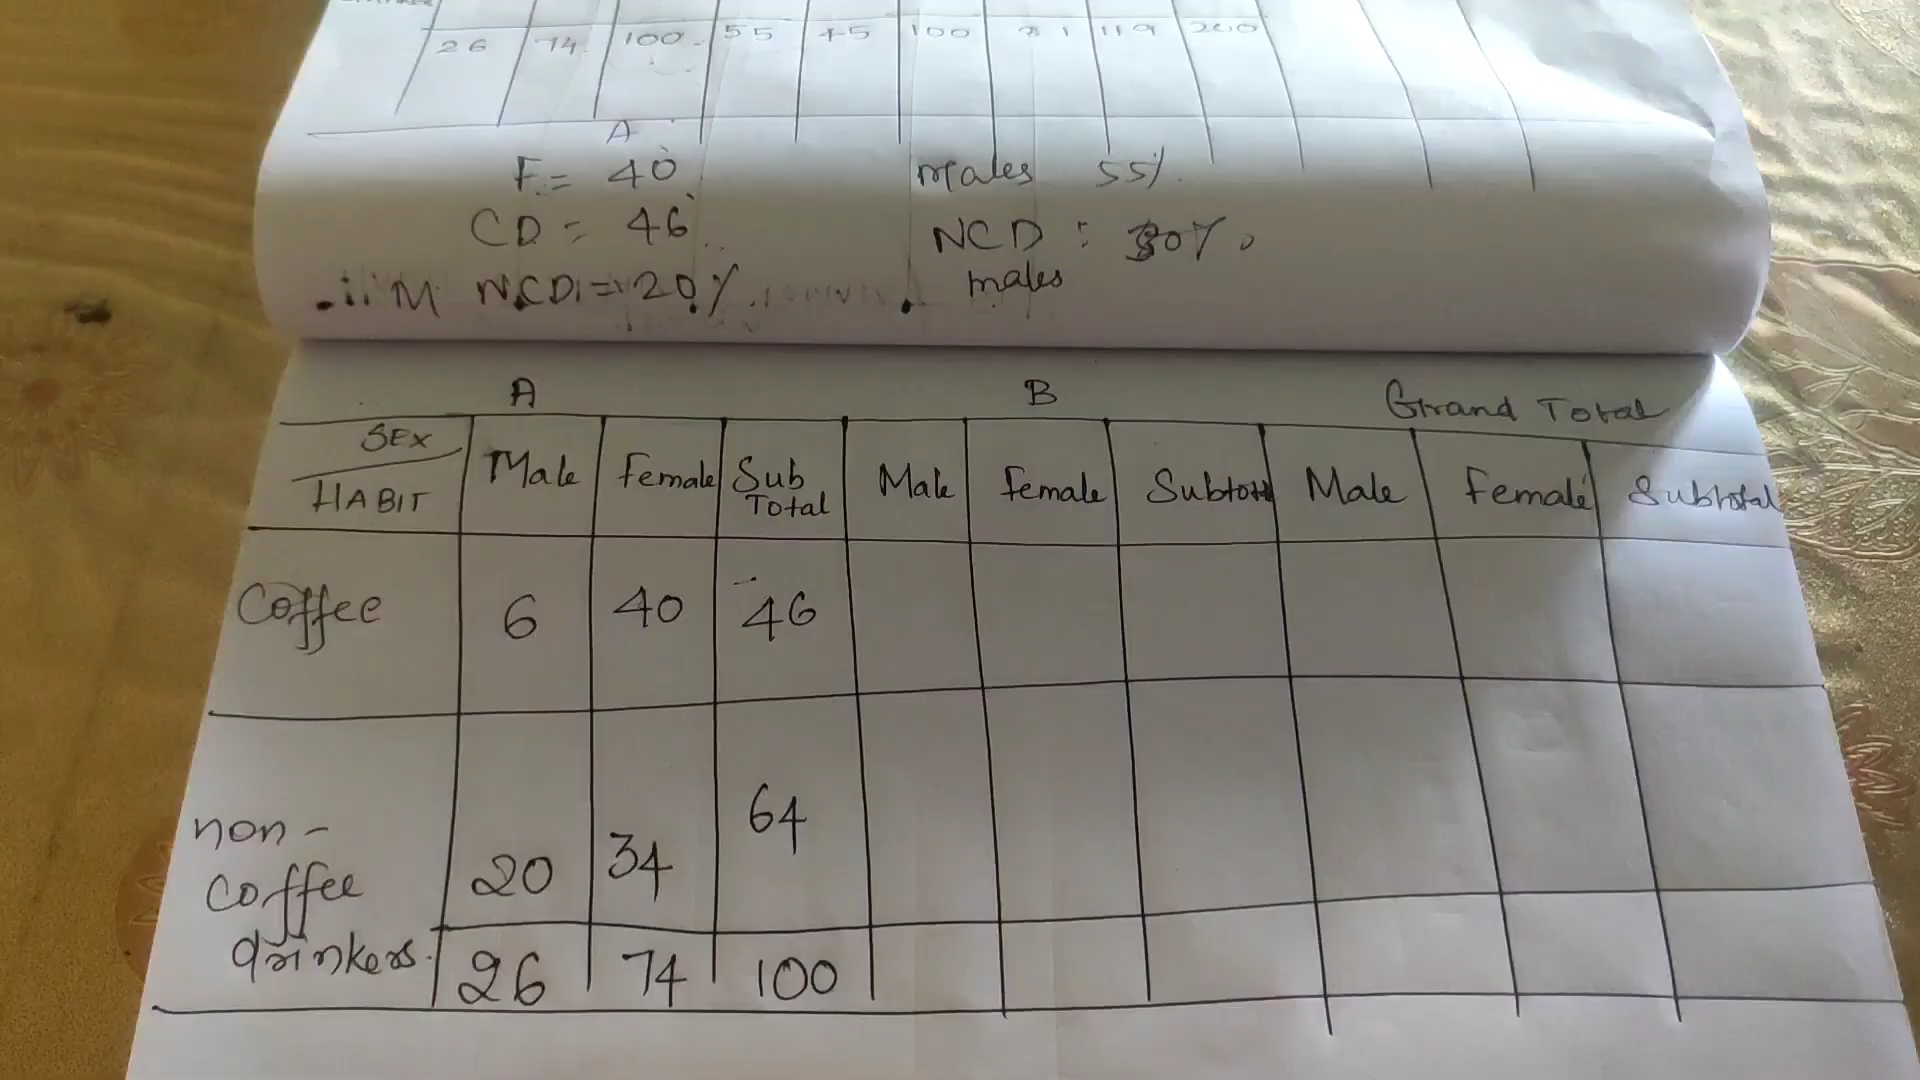 26 74 100 55 45 100 119 200
A
F = 40 males 55%.
CD = 46 NCD : 30%.
∴ M NCD = 20% males
A B Grand Total
SEX Male Female Sub Total Male Female Subtot Male Female Subtotal
HABIT
Coffee 6 40 46
non- 64
coffee 20 34
drinkers. 26 74 100